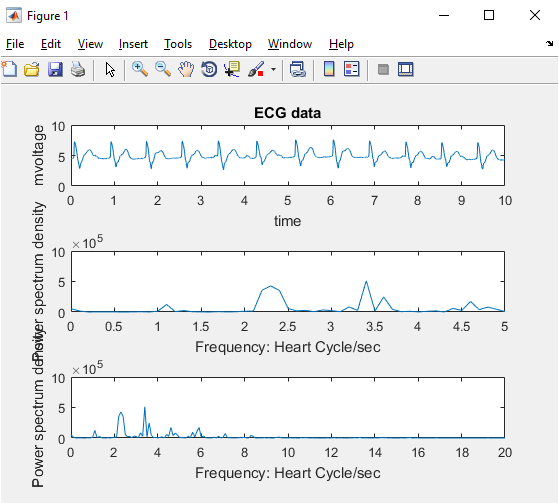 Figure 1
File Edit View Insert Tools Desktop Window Help
ECG data
mvoltage
10
5
0
0 1 2 3 4 5 6 7 8 9 10
time
Power spectrum density
×10^5
10
5
0
0 0.5 1 1.5 2 2.5 3 3.5 4 4.5 5
Frequency: Heart Cycle/sec
Power spectrum density
×10^5
10
5
0
0 2 4 6 8 10 12 14 16 18 20
Frequency: Heart Cycle/sec